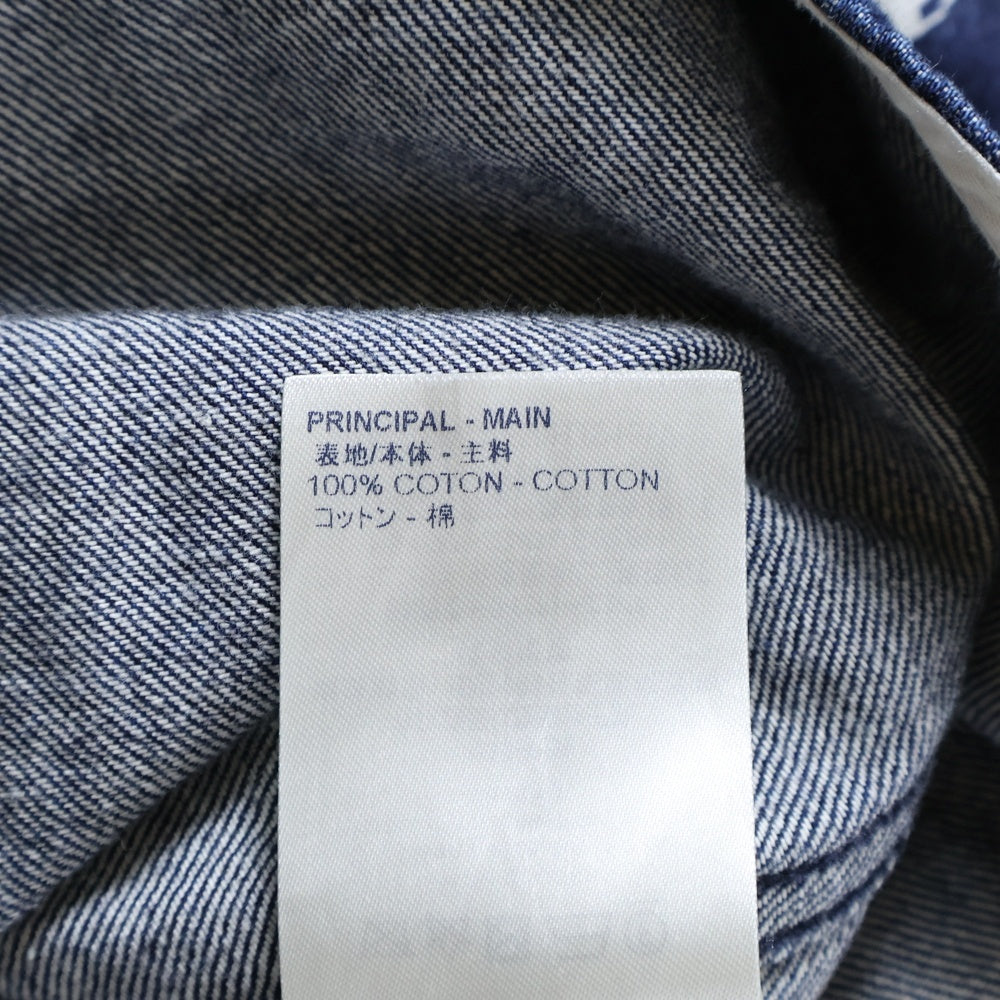 PRINCIPAL - MAIN
表地/本体 - 主料
100% COTON - COTTON
コットン - 棉